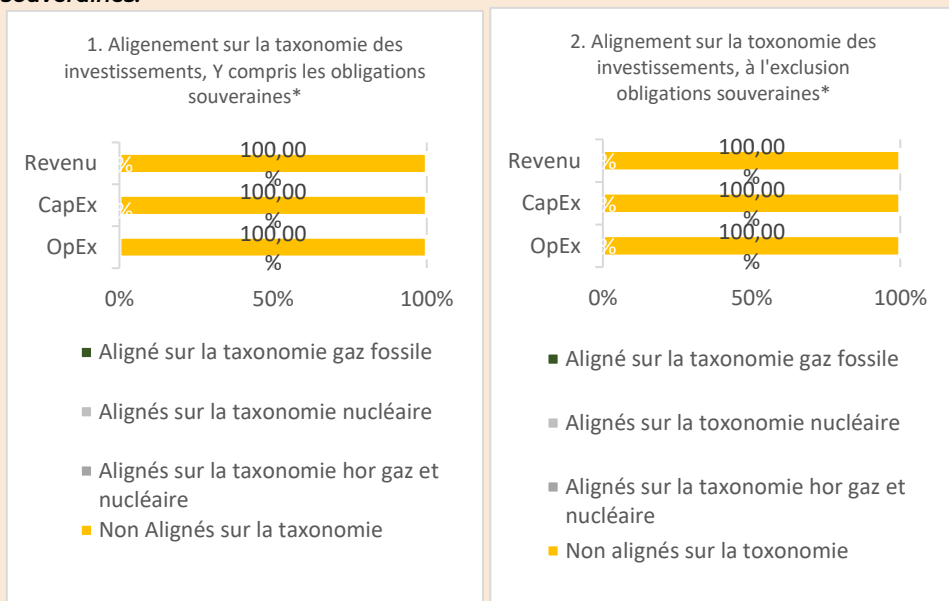 souveraines.
1. Aligenement sur la taxonomie des
investissements, Y compris les obligations
souveraines*
Revenu
%
100,00
%
CapEx
%
100,00
%
OpEx
100,00
%
0%
50%
100%
Aligné sur la taxonomie gaz fossile
Alignés sur la taxonomie nucléaire
Alignés sur la taxonomie hor gaz et
nucléaire
Non Alignés sur la taxonomie
2. Alignement sur la toxonomie des
investissements, à l'exclusion
obligations souveraines*
Revenu
%
100,00
%
CapEx
%
100,00
%
OpEx
%
100,00
%
0%
50%
100%
Aligné sur la taxonomie gaz fossile
Alignés sur la toxonomie nucléaire
Alignés sur la taxonomie hor gaz et
nucléaire
Non alignés sur la toxonomie